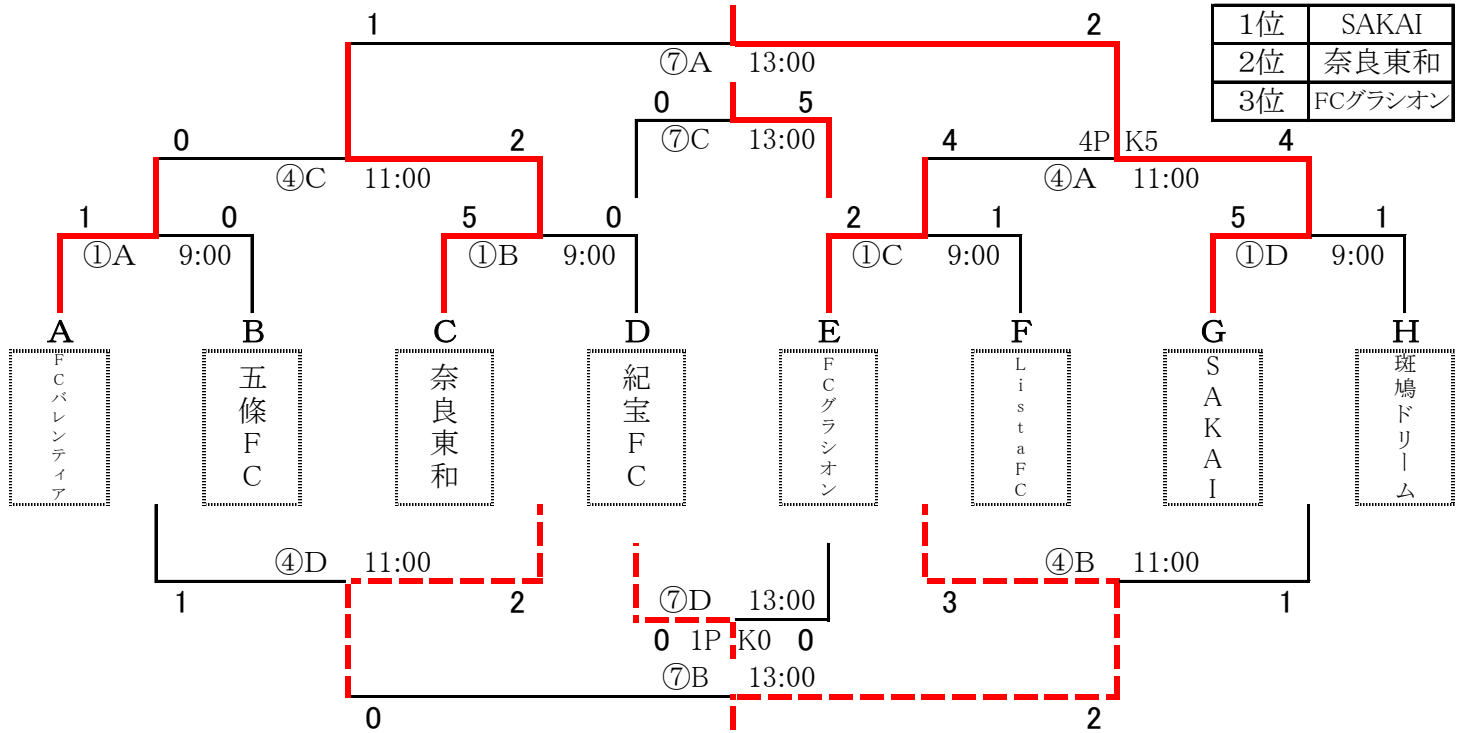 1 2
1位 SAKAI
⑦A 13:00
2位 奈良東和
0 5
3位 FCグラシオン
⑦C 13:00
0 2 4 4P K5 4
④C 11:00 ④A 11:00
1 0 5 0 2 1 5 1
①A 9:00 ①B 9:00 ①C 9:00 ①D 9:00
A B C D E F G H
FCバレンティア
五條FC
奈良東和
紀宝FC
FCグラシオン
ListaFC
SAKAI
斑鳩ドリーム
④D 11:00 ④B 11:00
1 2 ⑦D 13:00 3 1
0 1P K0 0
⑦B 13:00
0 2